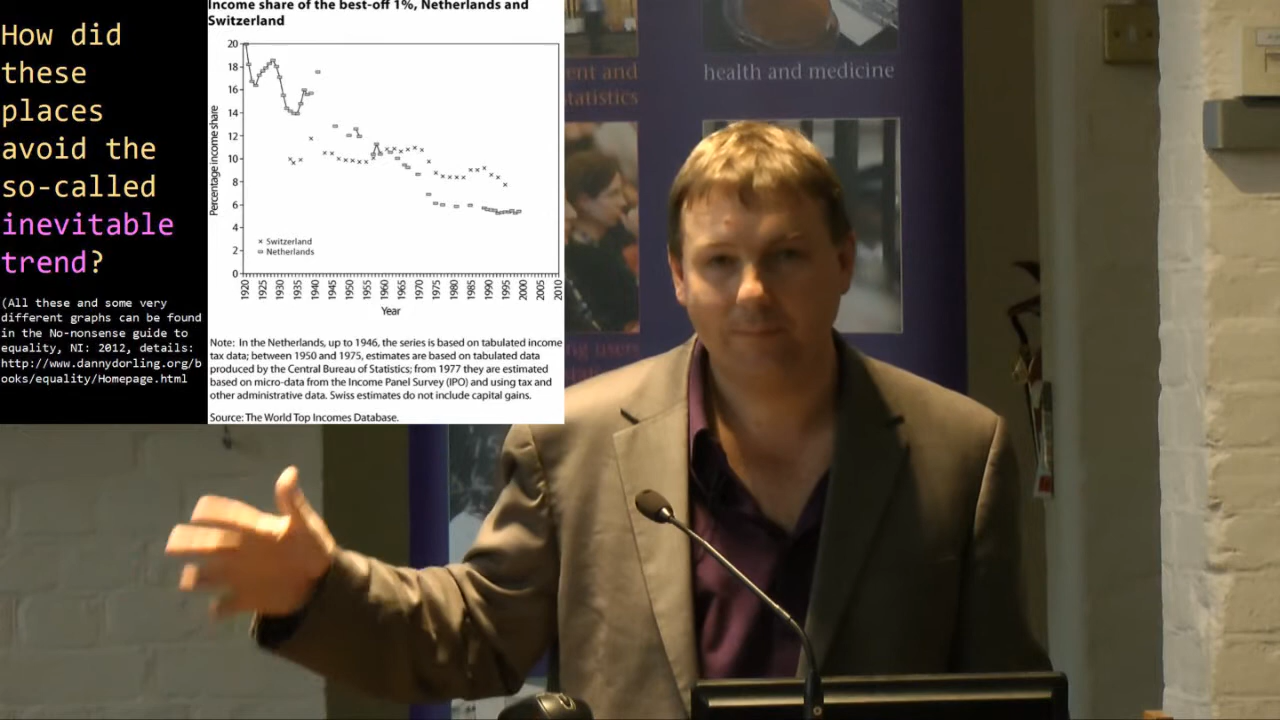 How did
these
places
avoid the
so-called
inevitable
trend?
(All these and some very
different graphs can be found
in the No-nonsense guide to
equality, NI: 2012, details:
http://www.dannydorling.org/b
ooks/equality/Homepage.html
Income share of the best-off 1%, Netherlands and
Switzerland
Percentage income share
20
18
16
14
12
10
8
6
4
2
0
× Switzerland
Netherlands
1920 1925 1930 1935 1940 1945 1950 1955 1960 1965 1970 1975 1980 1985 1990 1995 2000 2005 2010
Year
Note: In the Netherlands, up to 1946, the series is based on tabulated income
tax data; between 1950 and 1975, estimates are based on tabulated data
produced by the Central Bureau of Statistics; from 1977 they are estimated
based on micro-data from the Income Panel Survey (IPO) and using tax and
other administrative data. Swiss estimates do not include capital gains.
Source: The World Top Incomes Database.
and
health and medicine
users